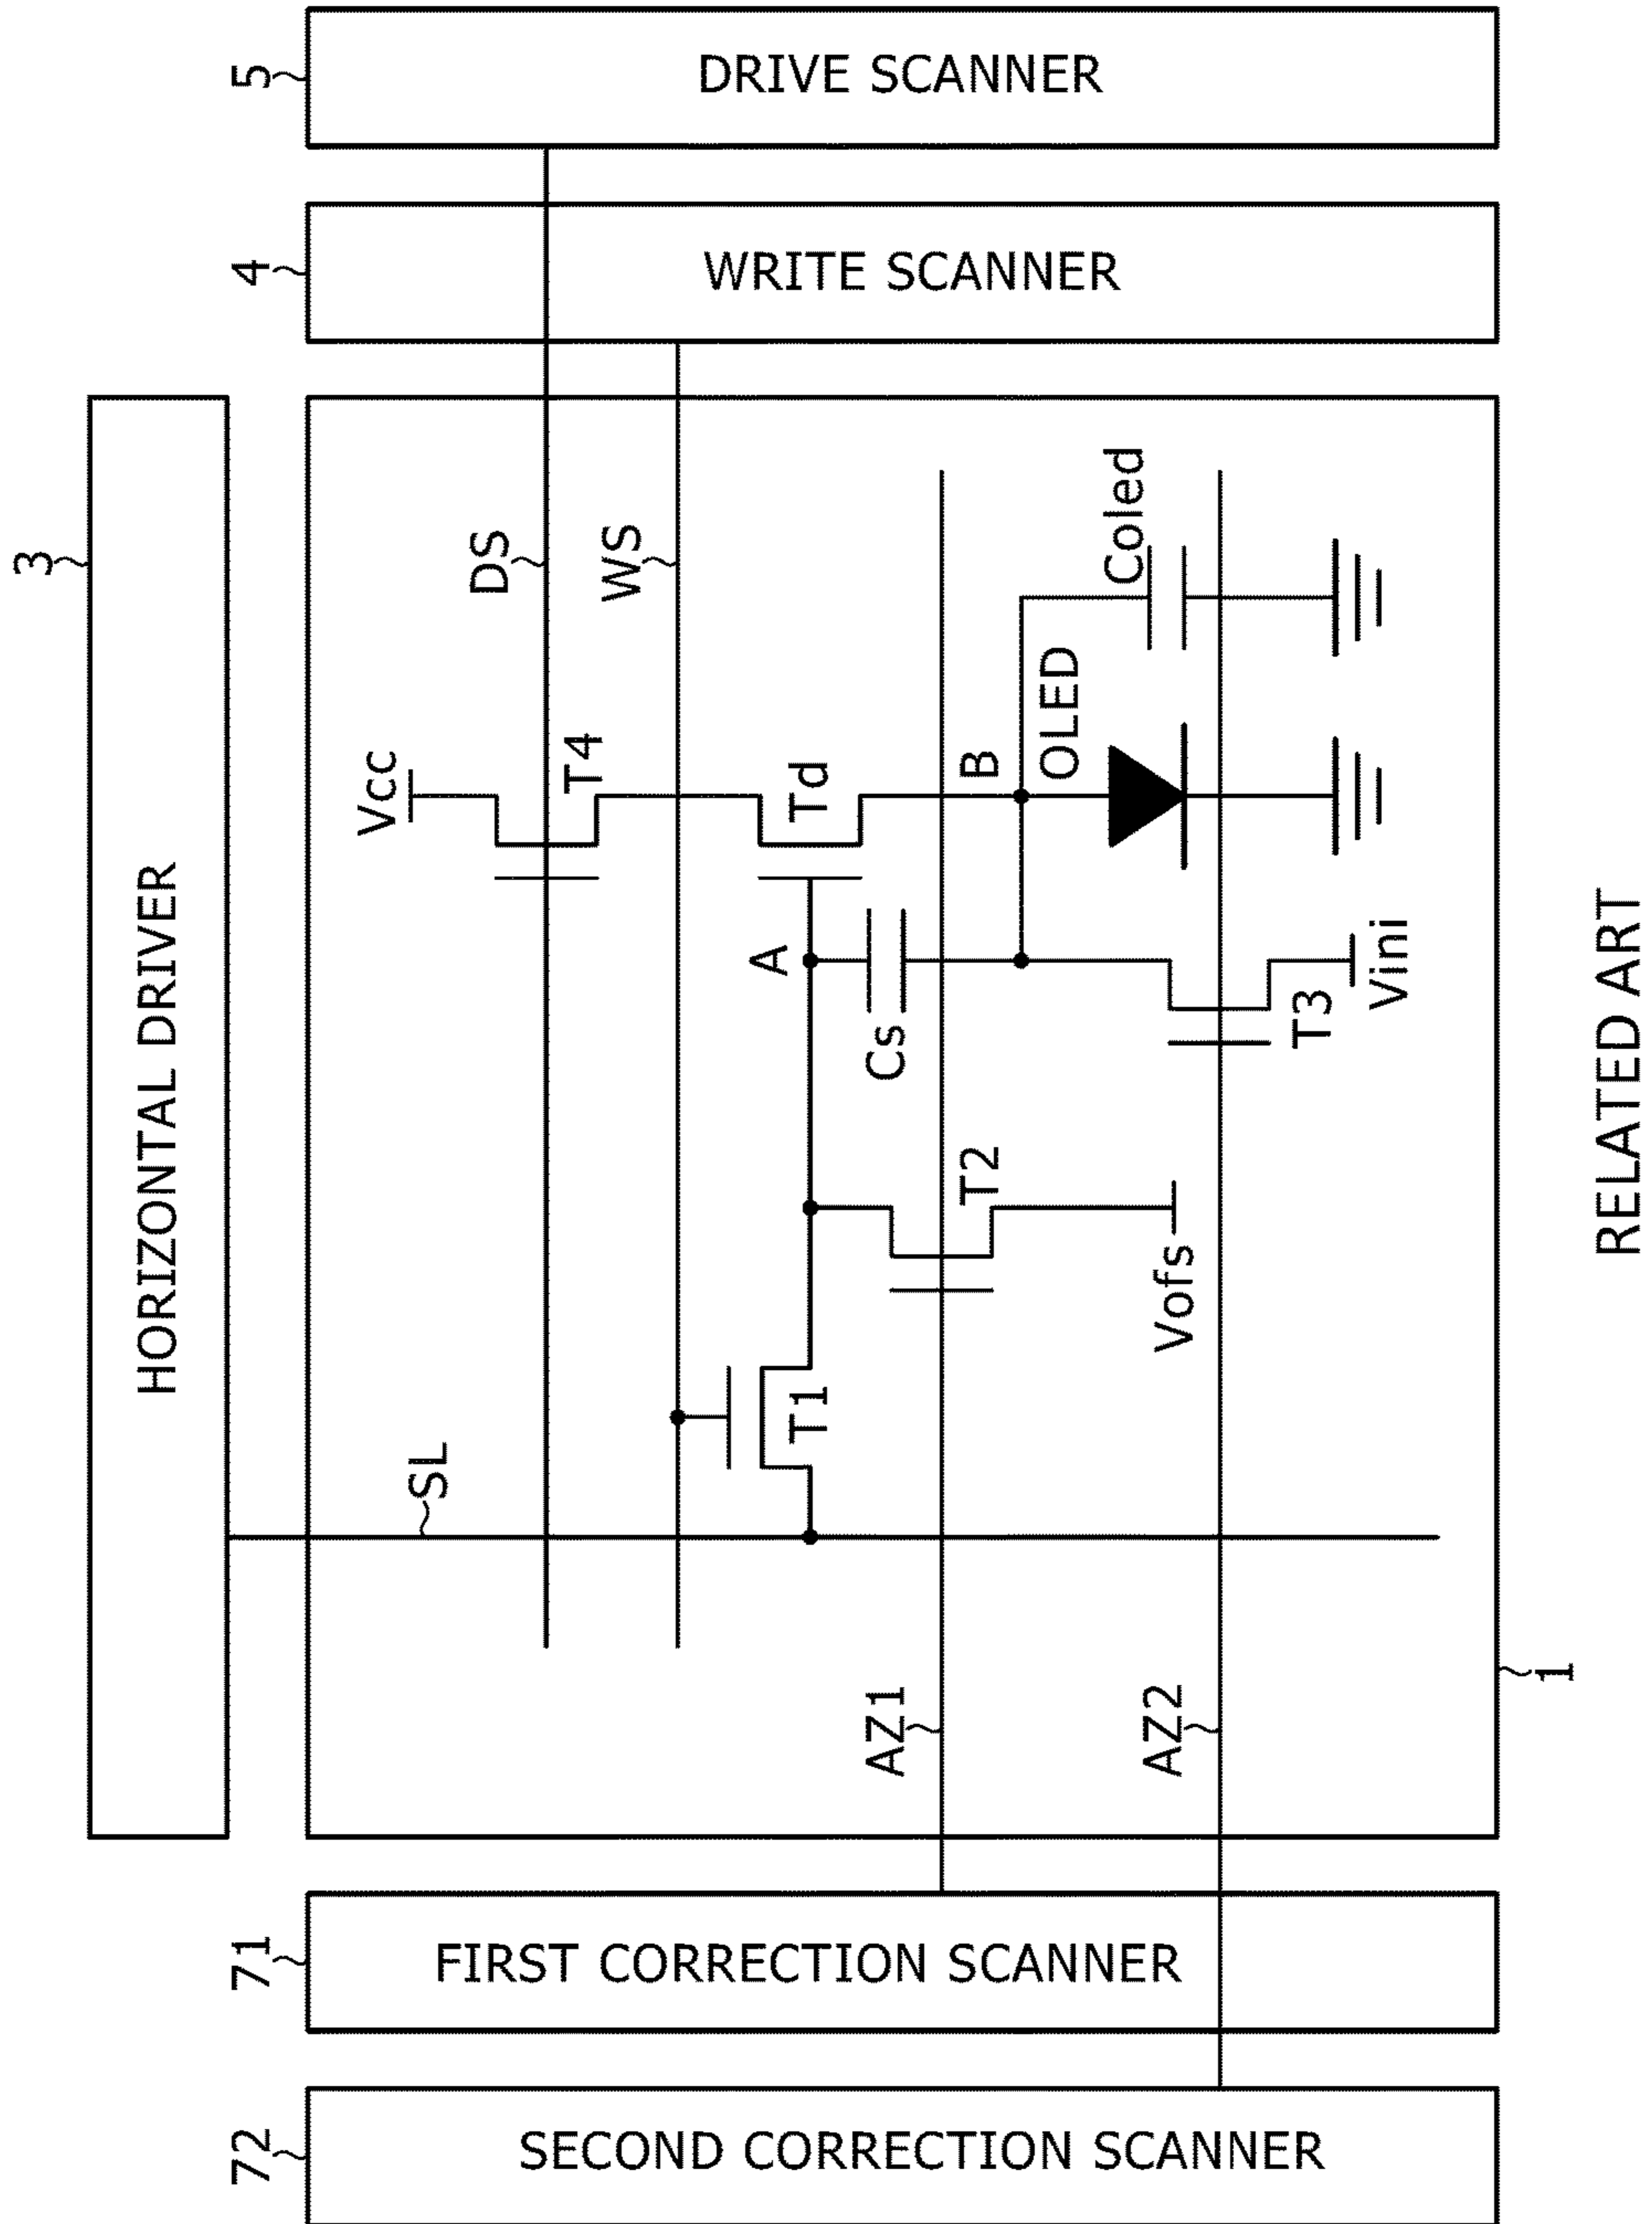 5
DRIVE SCANNER
4
WRITE SCANNER
3
HORIZONTAL DRIVER
DS
WS
Vcc
T4
Td
B
OLED
Coled
A
Cs
T3
Vini
T2
Vofs
T1
SL
AZ1
AZ2
1
71
FIRST CORRECTION SCANNER
72
SECOND CORRECTION SCANNER
RELATED ART